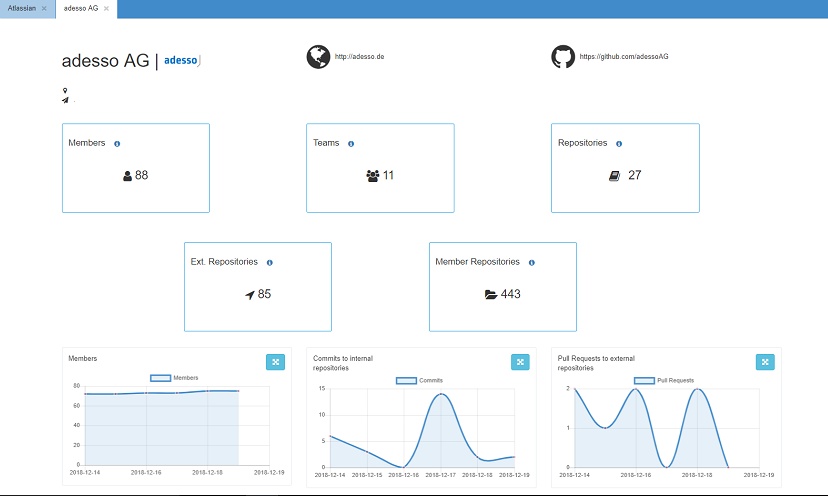 Atlassian ×
adesso AG ×
adesso AG | adesso
http://adesso.de
https://github.com/adessoAG
Members
88
Teams
11
Repositories
27
Ext. Repositories
85
Member Repositories
443
Members
Members
80
60
40
20
0
2018-12-14 2018-12-16 2018-12-18 2018-12-19
Commits to internal
repositories
Commits
15
10
5
0
2018-12-14 2018-12-15 2018-12-16 2018-12-17 2018-12-18 2018-12-19
Pull Requests to external
repositories
Pull Requests
2
1
0
2018-12-14 2018-12-16 2018-12-18 2018-12-19